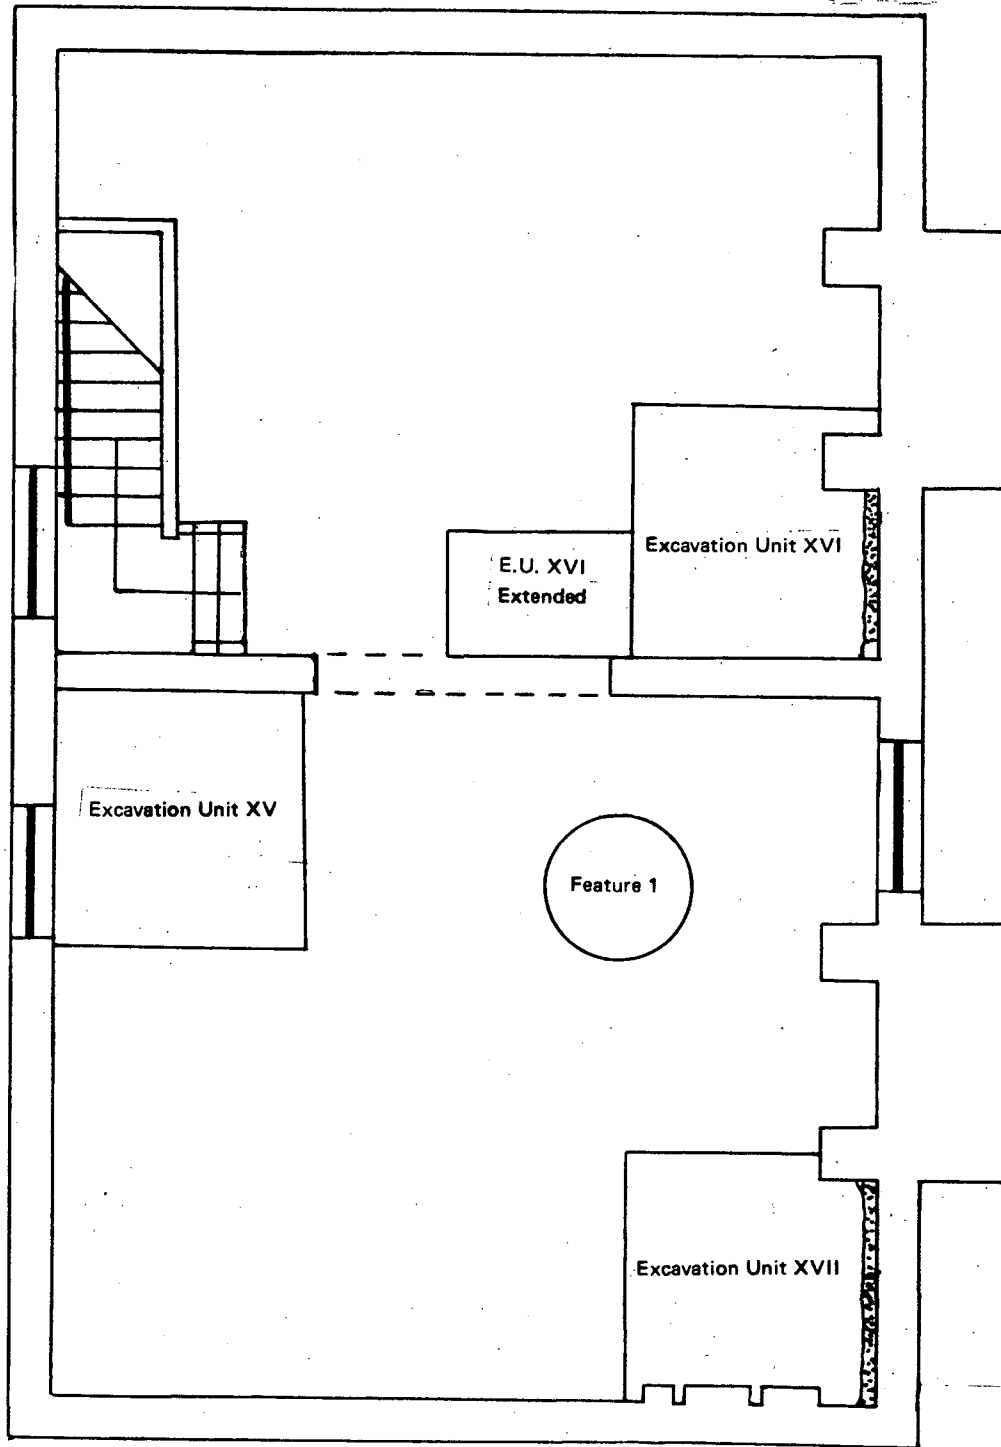 Excavation Unit XVI
E.U. XVI
Extended
Excavation Unit XV
Feature 1
Excavation Unit XVII